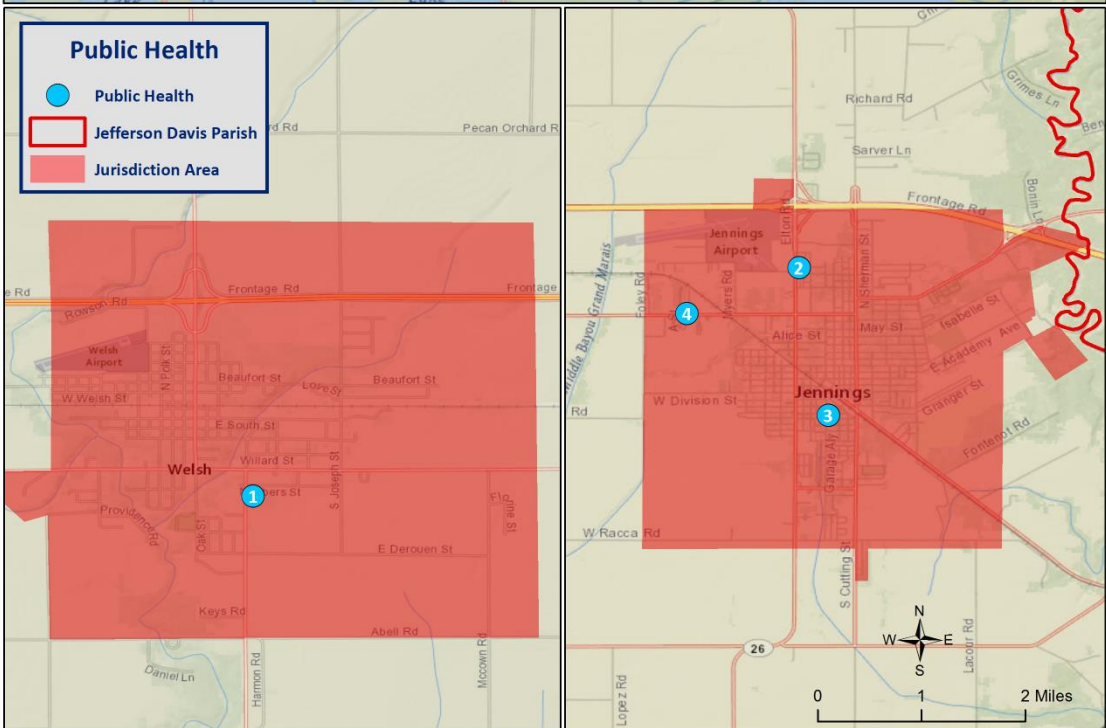 Public Health
Public Health
Jefferson Davis Parish
Jurisdiction Area
Pecan Orchard R
Frontage Rd
Frontage
e Rd
Rowson Rd
Welsh
Airport
N Polk St
Beaufort St
Love St
Beaufort St
W Welsh St
E South St
Willard St
Welsh
S Joseph St
1
Providance Rd
Oak St
E Derouen St
Keys Rd
Abell Rd
Daniel Ln
Harmon Rd
Mccown Rd
Grimes Ln
Richard Rd
Ben
Sarver Ln
Bottin Ln
Frontage Rd
Jennings
Airport
Elton Rd
N Sherman St
2
Foley Rd
Myers Rd
4
Middle Bayou Grand Marais
Alice St
May St
Isabelle St
E Academy Ave
Jennings
W Division St
Granger St
Rd
3
Garage Aly
Fontenot Rd
W Racca Rd
S Cutting St
26
Lacour Rd
Lopez Rd
N
W
E
S
0
1
2 Miles